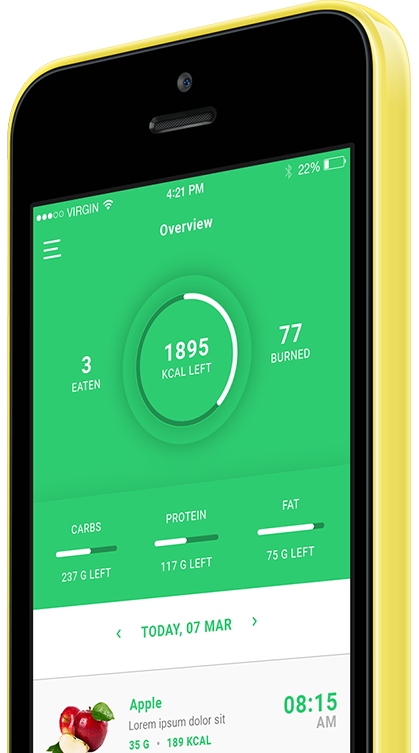 VIRGIN
4:21 PM
22%
Overview
3
EATEN
1895
KCAL LEFT
77
BURNED
CARBS
237 G LEFT
PROTEIN
117 G LEFT
FAT
75 G LEFT
TODAY, 07 MAR
Apple
Lorem ipsum dolor sit
35 G • 189 KCAL
08:15
AM